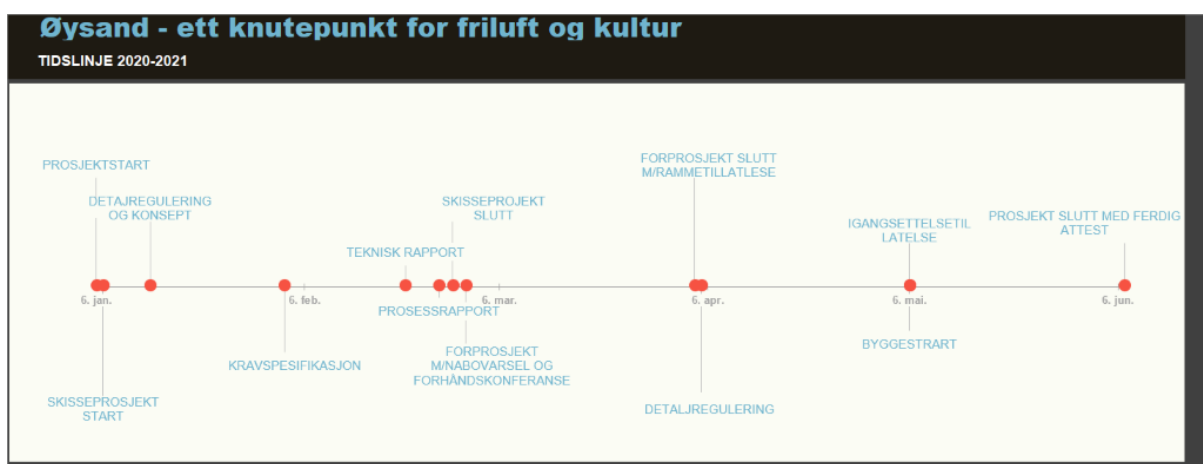 Øysand - ett knutepunkt for friluft og kultur
TIDSLINJE 2020-2021
PROSJEKTSTART
DETAJREGULERING
OG KONSEPT
TEKNISK RAPPORT
SKISSEPROJEKT
SLUTT
FORPROSJEKT SLUTT
M/RAMMETILLATLESE
IGANGSETTELSETIL
LATELSE
PROSJEKT SLUTT MED FERDIG
ATTEST
6. jan.
6. feb.
6. mar.
6. apr.
6. mai.
6. jun.
SKISSEPROSJEKT
START
KRAVSPESIFIKASJON
PROSESSRAPPORT
FORPROSJEKT
M/NABOVARSEL OG
FORHÅNDSKONFERANSE
DETALJREGULERING
BYGGESTRART